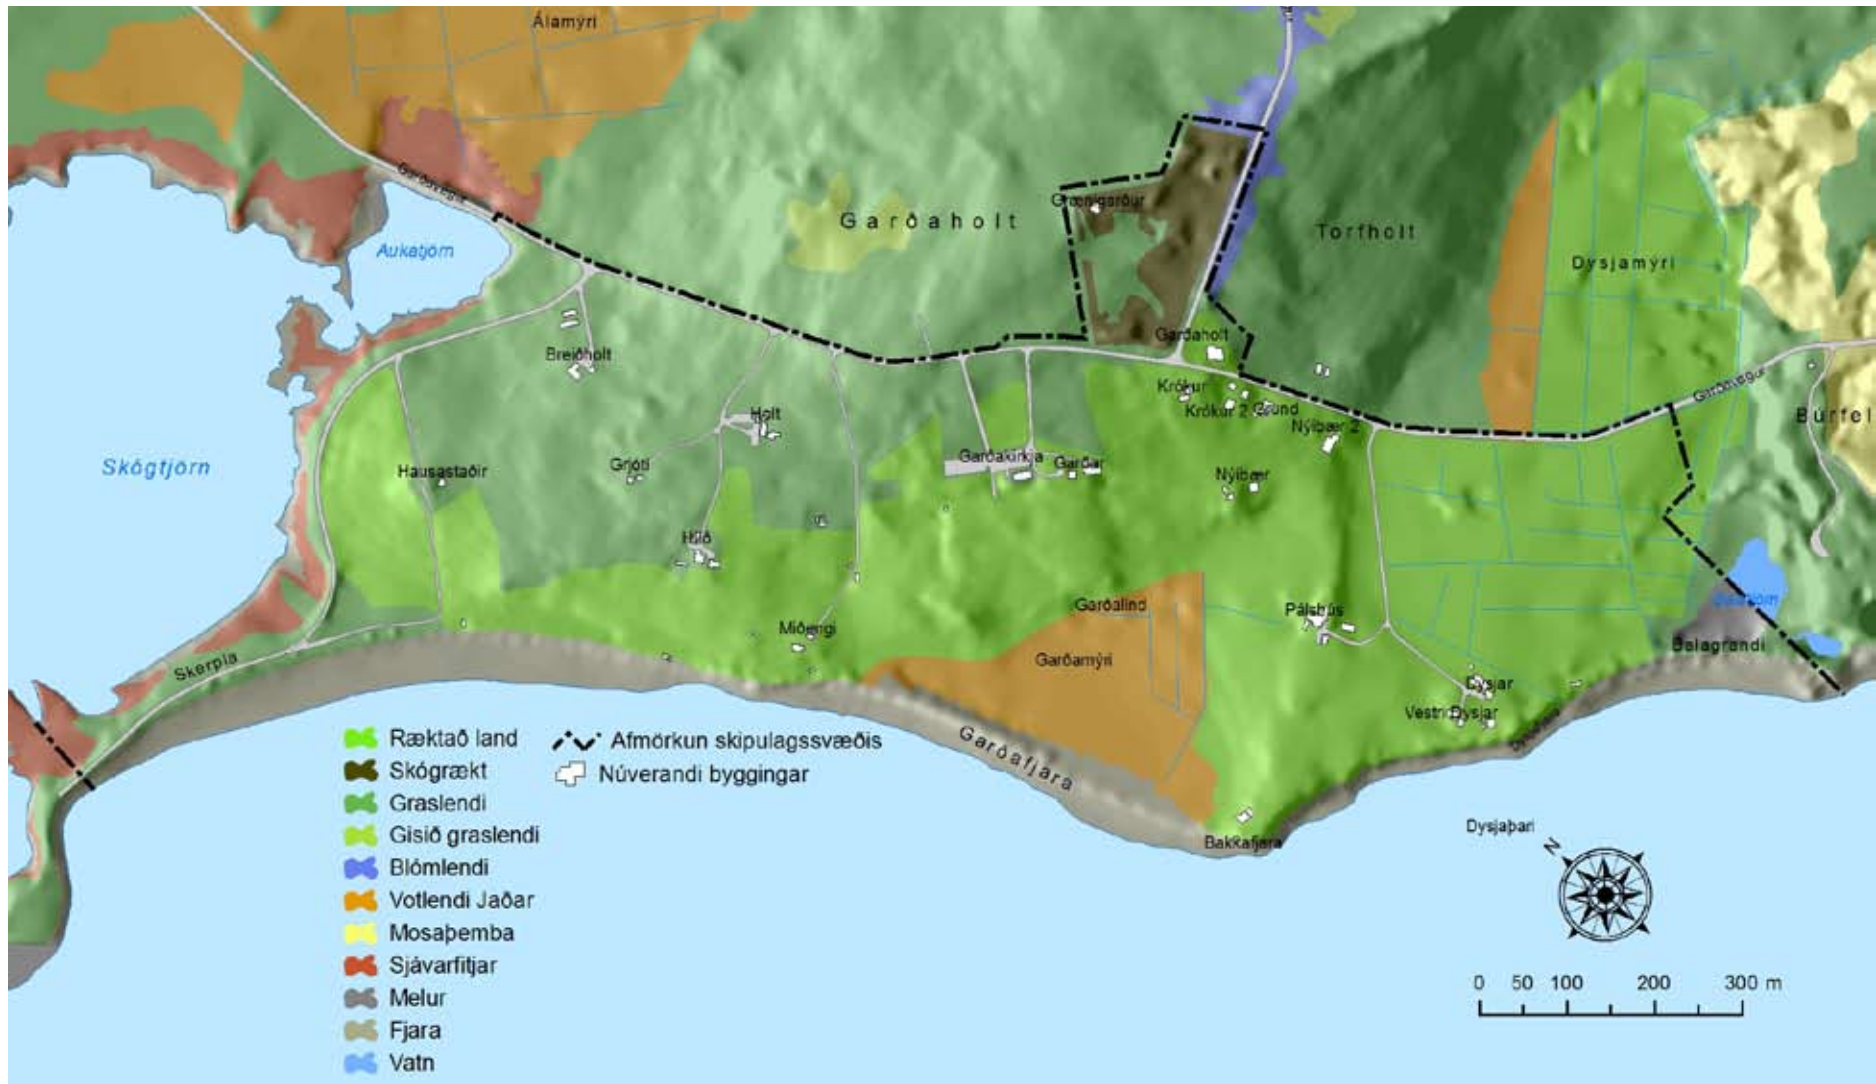 Álamýri
Garðavegur
Aukatjörn
Garðaholt
Grænigarður
Torfholt
Dysjamýri
Garðaholt
Breiðholt
Krókur
Krókur 2
Grund
Nýibær 2
Garðavegur
Búrfel
Holt
Skógtjörn
Hausastaðir
Grjóti
Garðakirkja
Garðar
Nýibær
Hlíð
Miðengi
Garðalind
Pálshús
Garðamýri
Balagrandi
Skerpla
Dysjar
Vestri Dysjar
Garðafjara
Bakkafjara
Dysjaþari
Ræktað land
Skógrækt
Graslendi
Gisið graslendi
Blómlendi
Votlendi Jaðar
Mosaþemba
Sjávarfitjar
Melur
Fjara
Vatn
Afmörkun skipulagssvæðis
Núverandi byggingar
N
0 50 100 200 300 m